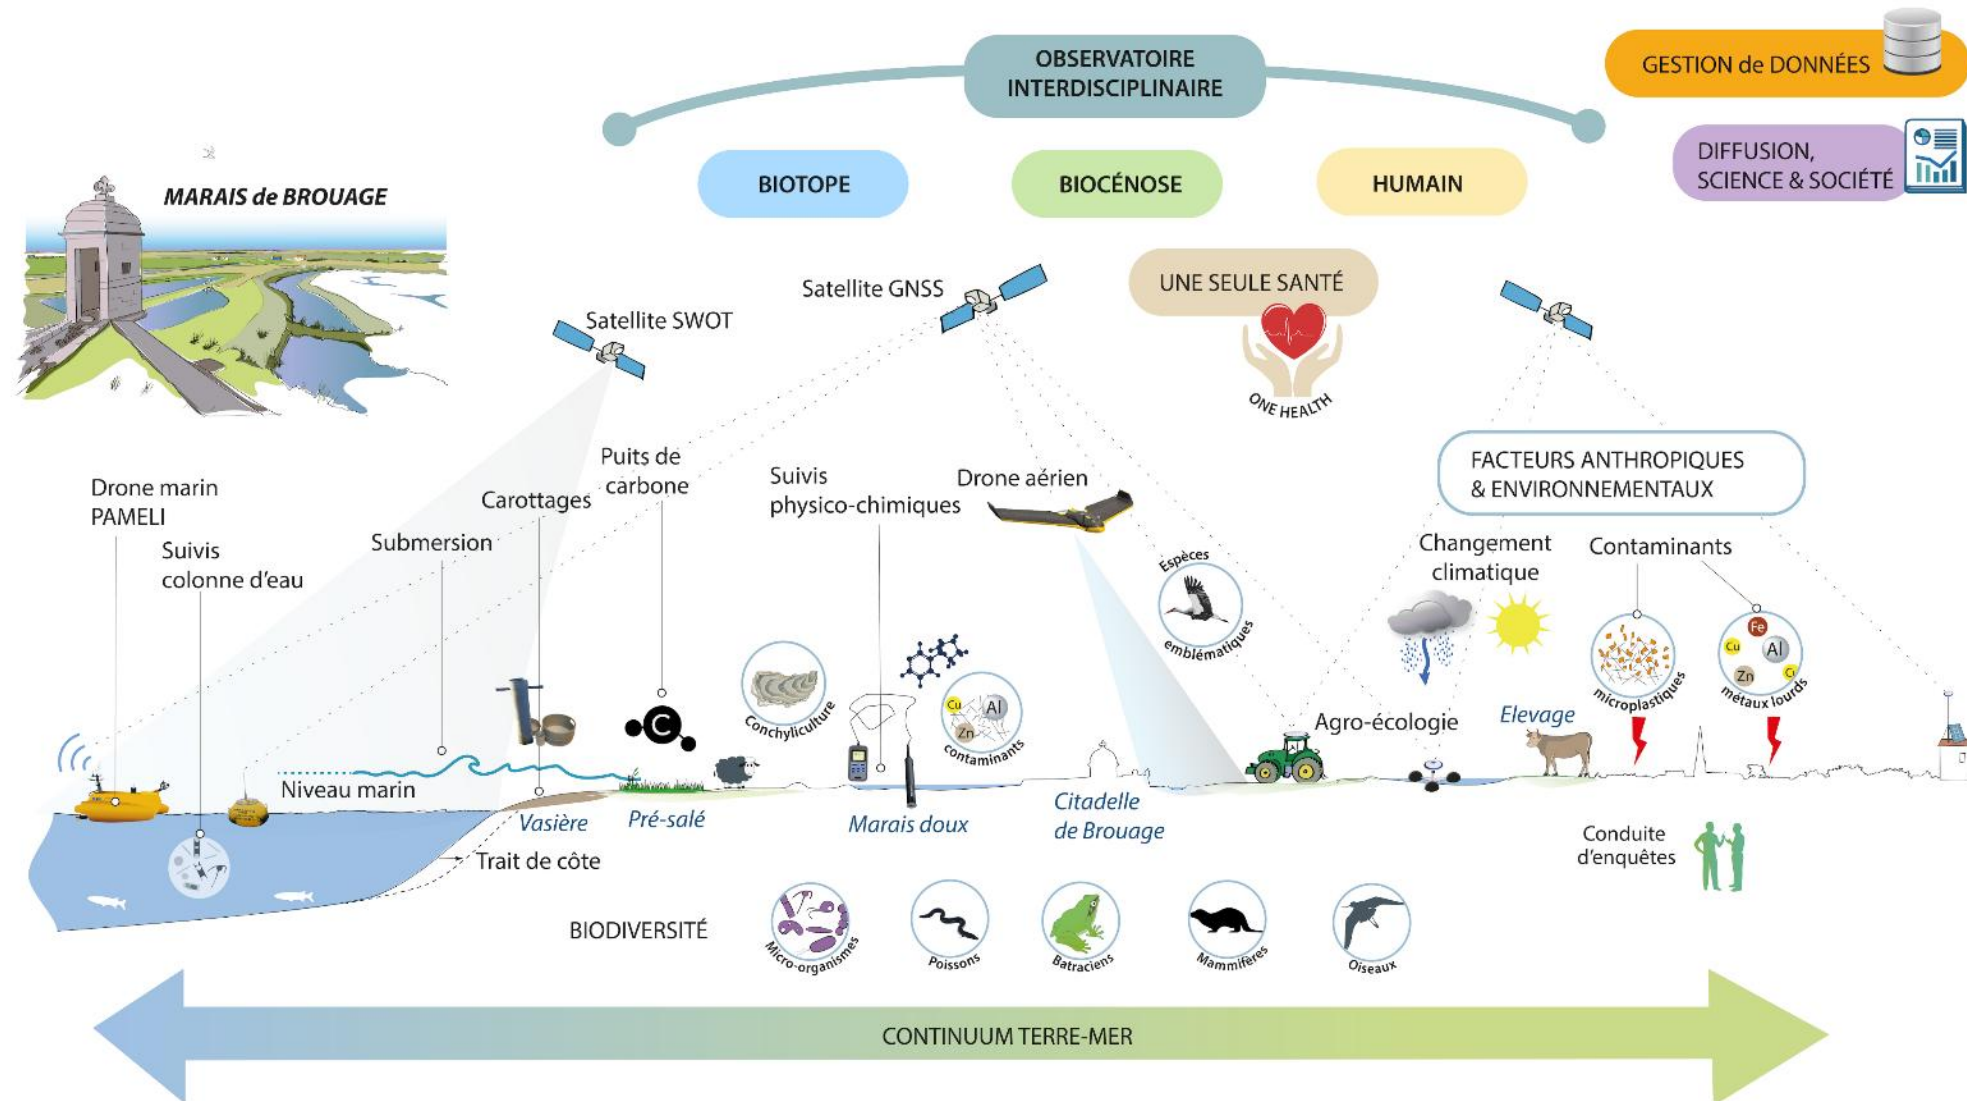 OBSERVATOIRE
INTERDISCIPLINAIRE
GESTION de DONNÉES
DIFFUSION,
SCIENCE & SOCIÉTÉ
BIOTOPE
BIOCÉNOSE
HUMAIN
MARAIS de BROUAGE
UNE SEULE SANTÉ
ONE HEALTH
Satellite GNSS
Satellite SWOT
Puits de
carbone
Carottages
Submersion
Drone marin
PAMELI
Suivis
colonne d'eau
Suivis
physico-chimiques
Drone aérien
FACTEURS ANTHROPIQUES
& ENVIRONNEMENTAUX
Changement
climatique
Contaminants
Espèces
emblématiques
C
Conchyliculture
Cu
Al
Zn
contaminants
microplastiques
Fe
Cu
Al
Zn
métaux lourds
Agro-écologie
Elevage
Niveau marin
Vasière
Pré-salé
Marais doux
Citadelle
de Brouage
Trait de côte
Conduite
d'enquêtes
BIODIVERSITÉ
Micro-organismes
Poissons
Batraciens
Mammifères
Oiseaux
CONTINUUM TERRE-MER